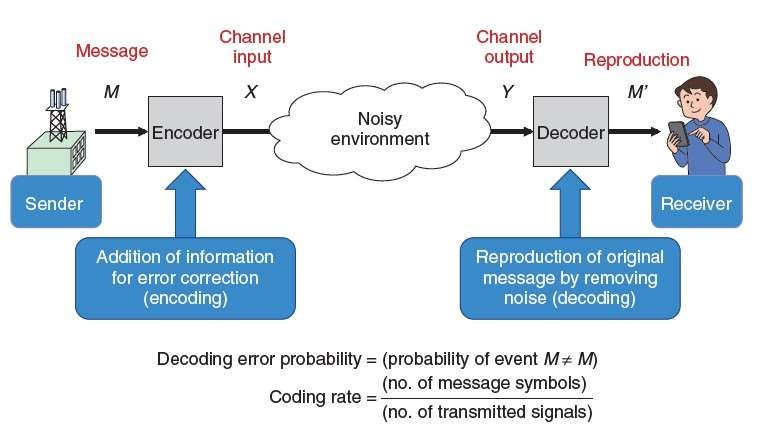 Message
Channel
input
Channel
output
Reproduction
M
X
Y
M’
Encoder
Noisy
environment
Decoder
Sender
Receiver
Addition of information
for error correction
(encoding)
Reproduction of original
message by removing
noise (decoding)
Decoding error probability = (probability of event M ≠ M)
Coding rate = (no. of message symbols)
(no. of transmitted signals)